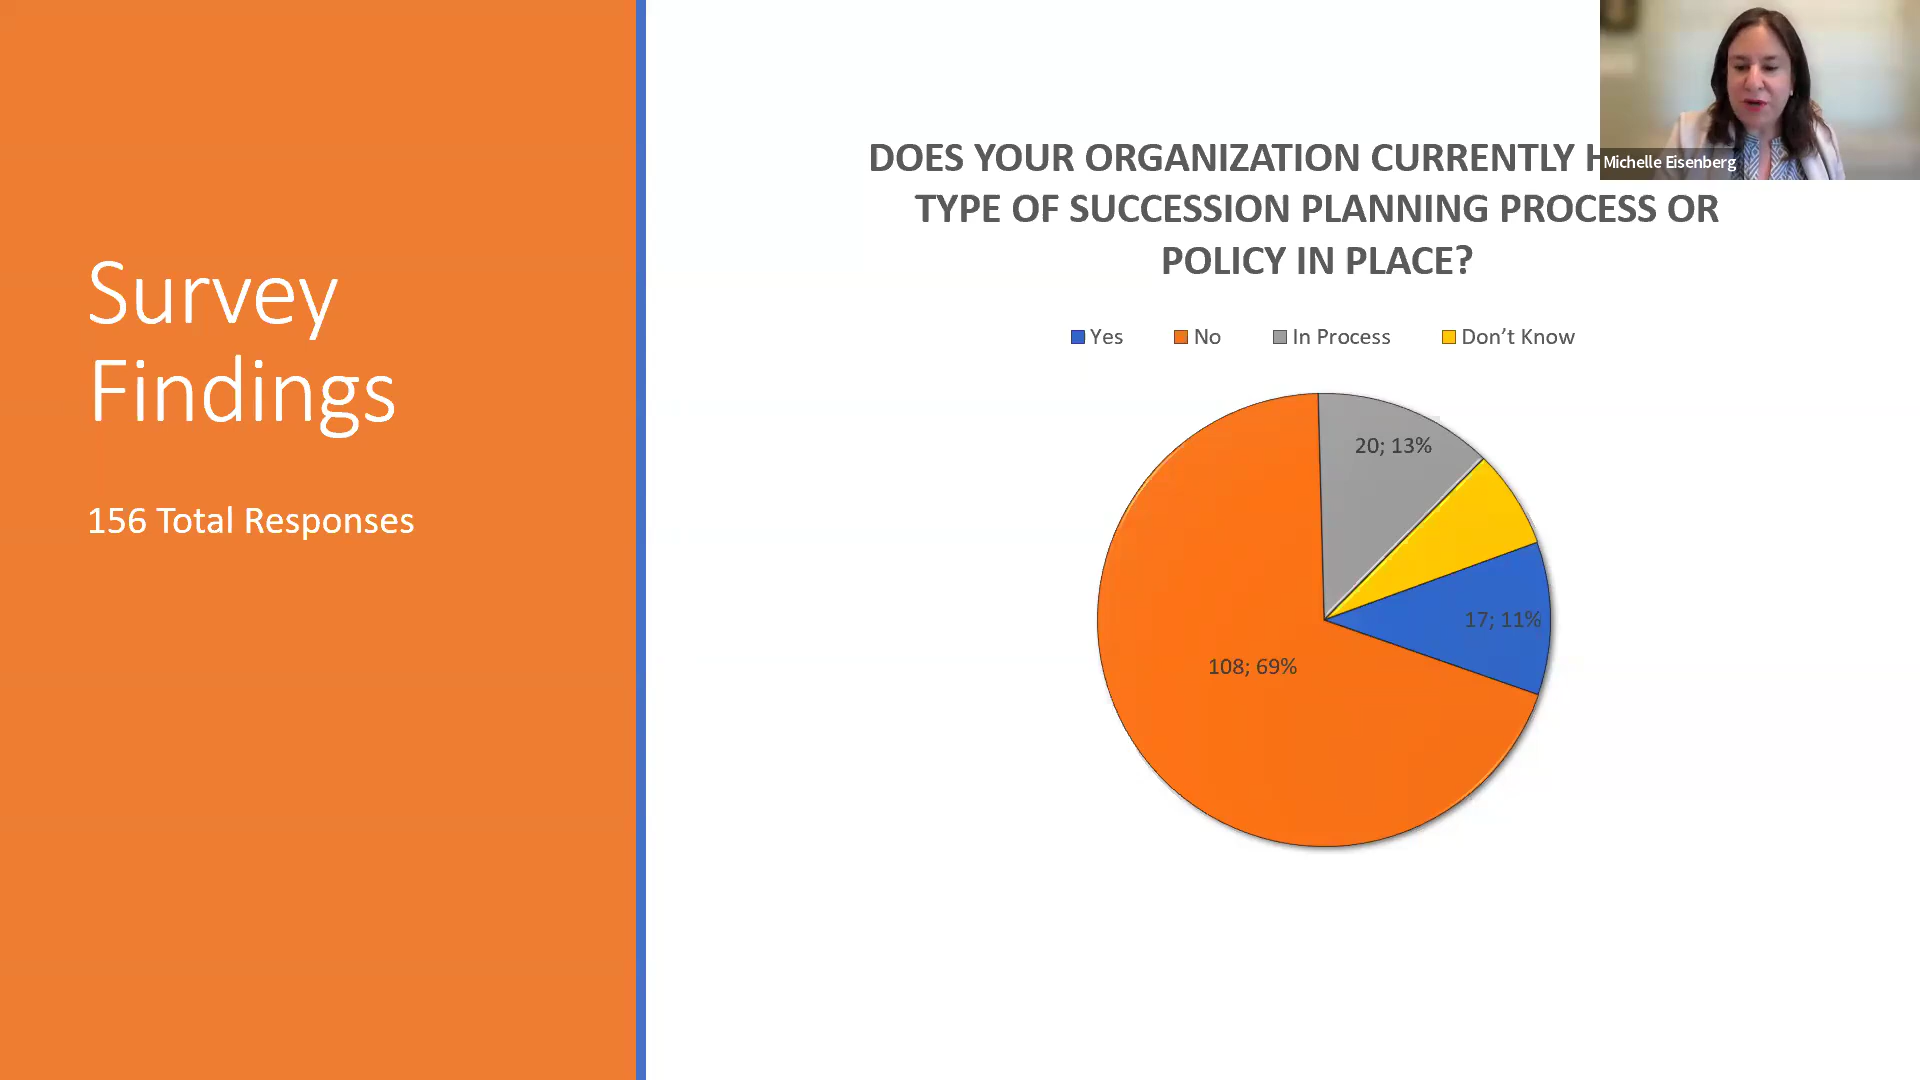 Survey
Findings
156 Total Responses
DOES YOUR ORGANIZATION CURRENTLY
TYPE OF SUCCESSION PLANNING PROCESS OR
POLICY IN PLACE?
Yes No In Process Don’t Know
20; 13%
17; 11%
108; 69%
Michelle Eisenberg